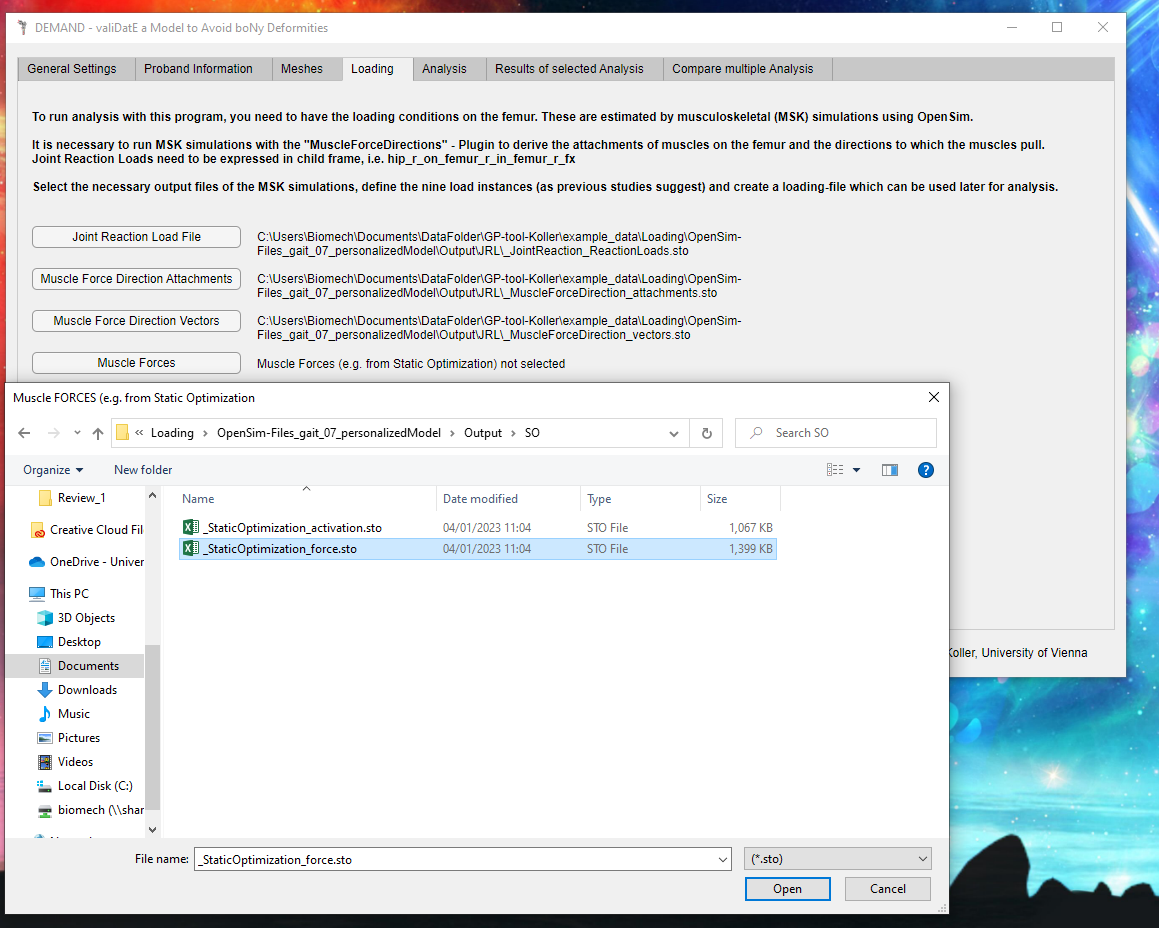 DEMAND - valiDatE a Model to Avoid boNy Deformities
General Settings Proband Information Meshes Loading Analysis Results of selected Analysis Compare multiple Analysis
To run analysis with this program, you need to have the loading conditions on the femur. These are estimated by musculoskeletal (MSK) simulations using OpenSim.
It is necessary to run MSK simulations with the "MuscleForceDirections" - Plugin to derive the attachments of muscles on the femur and the directions to which the muscles pull.
Joint Reaction Loads need to be expressed in child frame, i.e. hip_r_on_femur_r_in_femur_r_fx
Select the necessary output files of the MSK simulations, define the nine load instances (as previous studies suggest) and create a loading-file which can be used later for analysis.
Joint Reaction Load File
C:\Users\Biomech\Documents\DataFolder\GP-tool-Koller\example_data\Loading\OpenSim-
Files_gait_07_personalizedModel\Output\JRL\_JointReaction_ReactionLoads.sto
Muscle Force Direction Attachments
C:\Users\Biomech\Documents\DataFolder\GP-tool-Koller\example_data\Loading\OpenSim-
Files_gait_07_personalizedModel\Output\JRL\_MuscleForceDirection_attachments.sto
Muscle Force Direction Vectors
C:\Users\Biomech\Documents\DataFolder\GP-tool-Koller\example_data\Loading\OpenSim-
Files_gait_07_personalizedModel\Output\JRL\_MuscleForceDirection_vectors.sto
Muscle Forces
Muscle Forces (e.g. from Static Optimization) not selected
Muscle FORCES (e.g. from Static Optimization
« Loading › OpenSim-Files_gait_07_personalizedModel › Output › SO
Search SO
Organize New folder
?
Name Date modified Type Size
_StaticOptimization_activation.sto 04/01/2023 11:04 STO File 1,067 KB
_StaticOptimization_force.sto 04/01/2023 11:04 STO File 1,399 KB
Review_1
Creative Cloud Fil
OneDrive - Univer
This PC
3D Objects
Desktop
Documents
Downloads
Music
Pictures
Videos
Local Disk (C:)
biomech (\\shar
Koller, University of Vienna
File name: _StaticOptimization_force.sto (*.sto)
Open Cancel